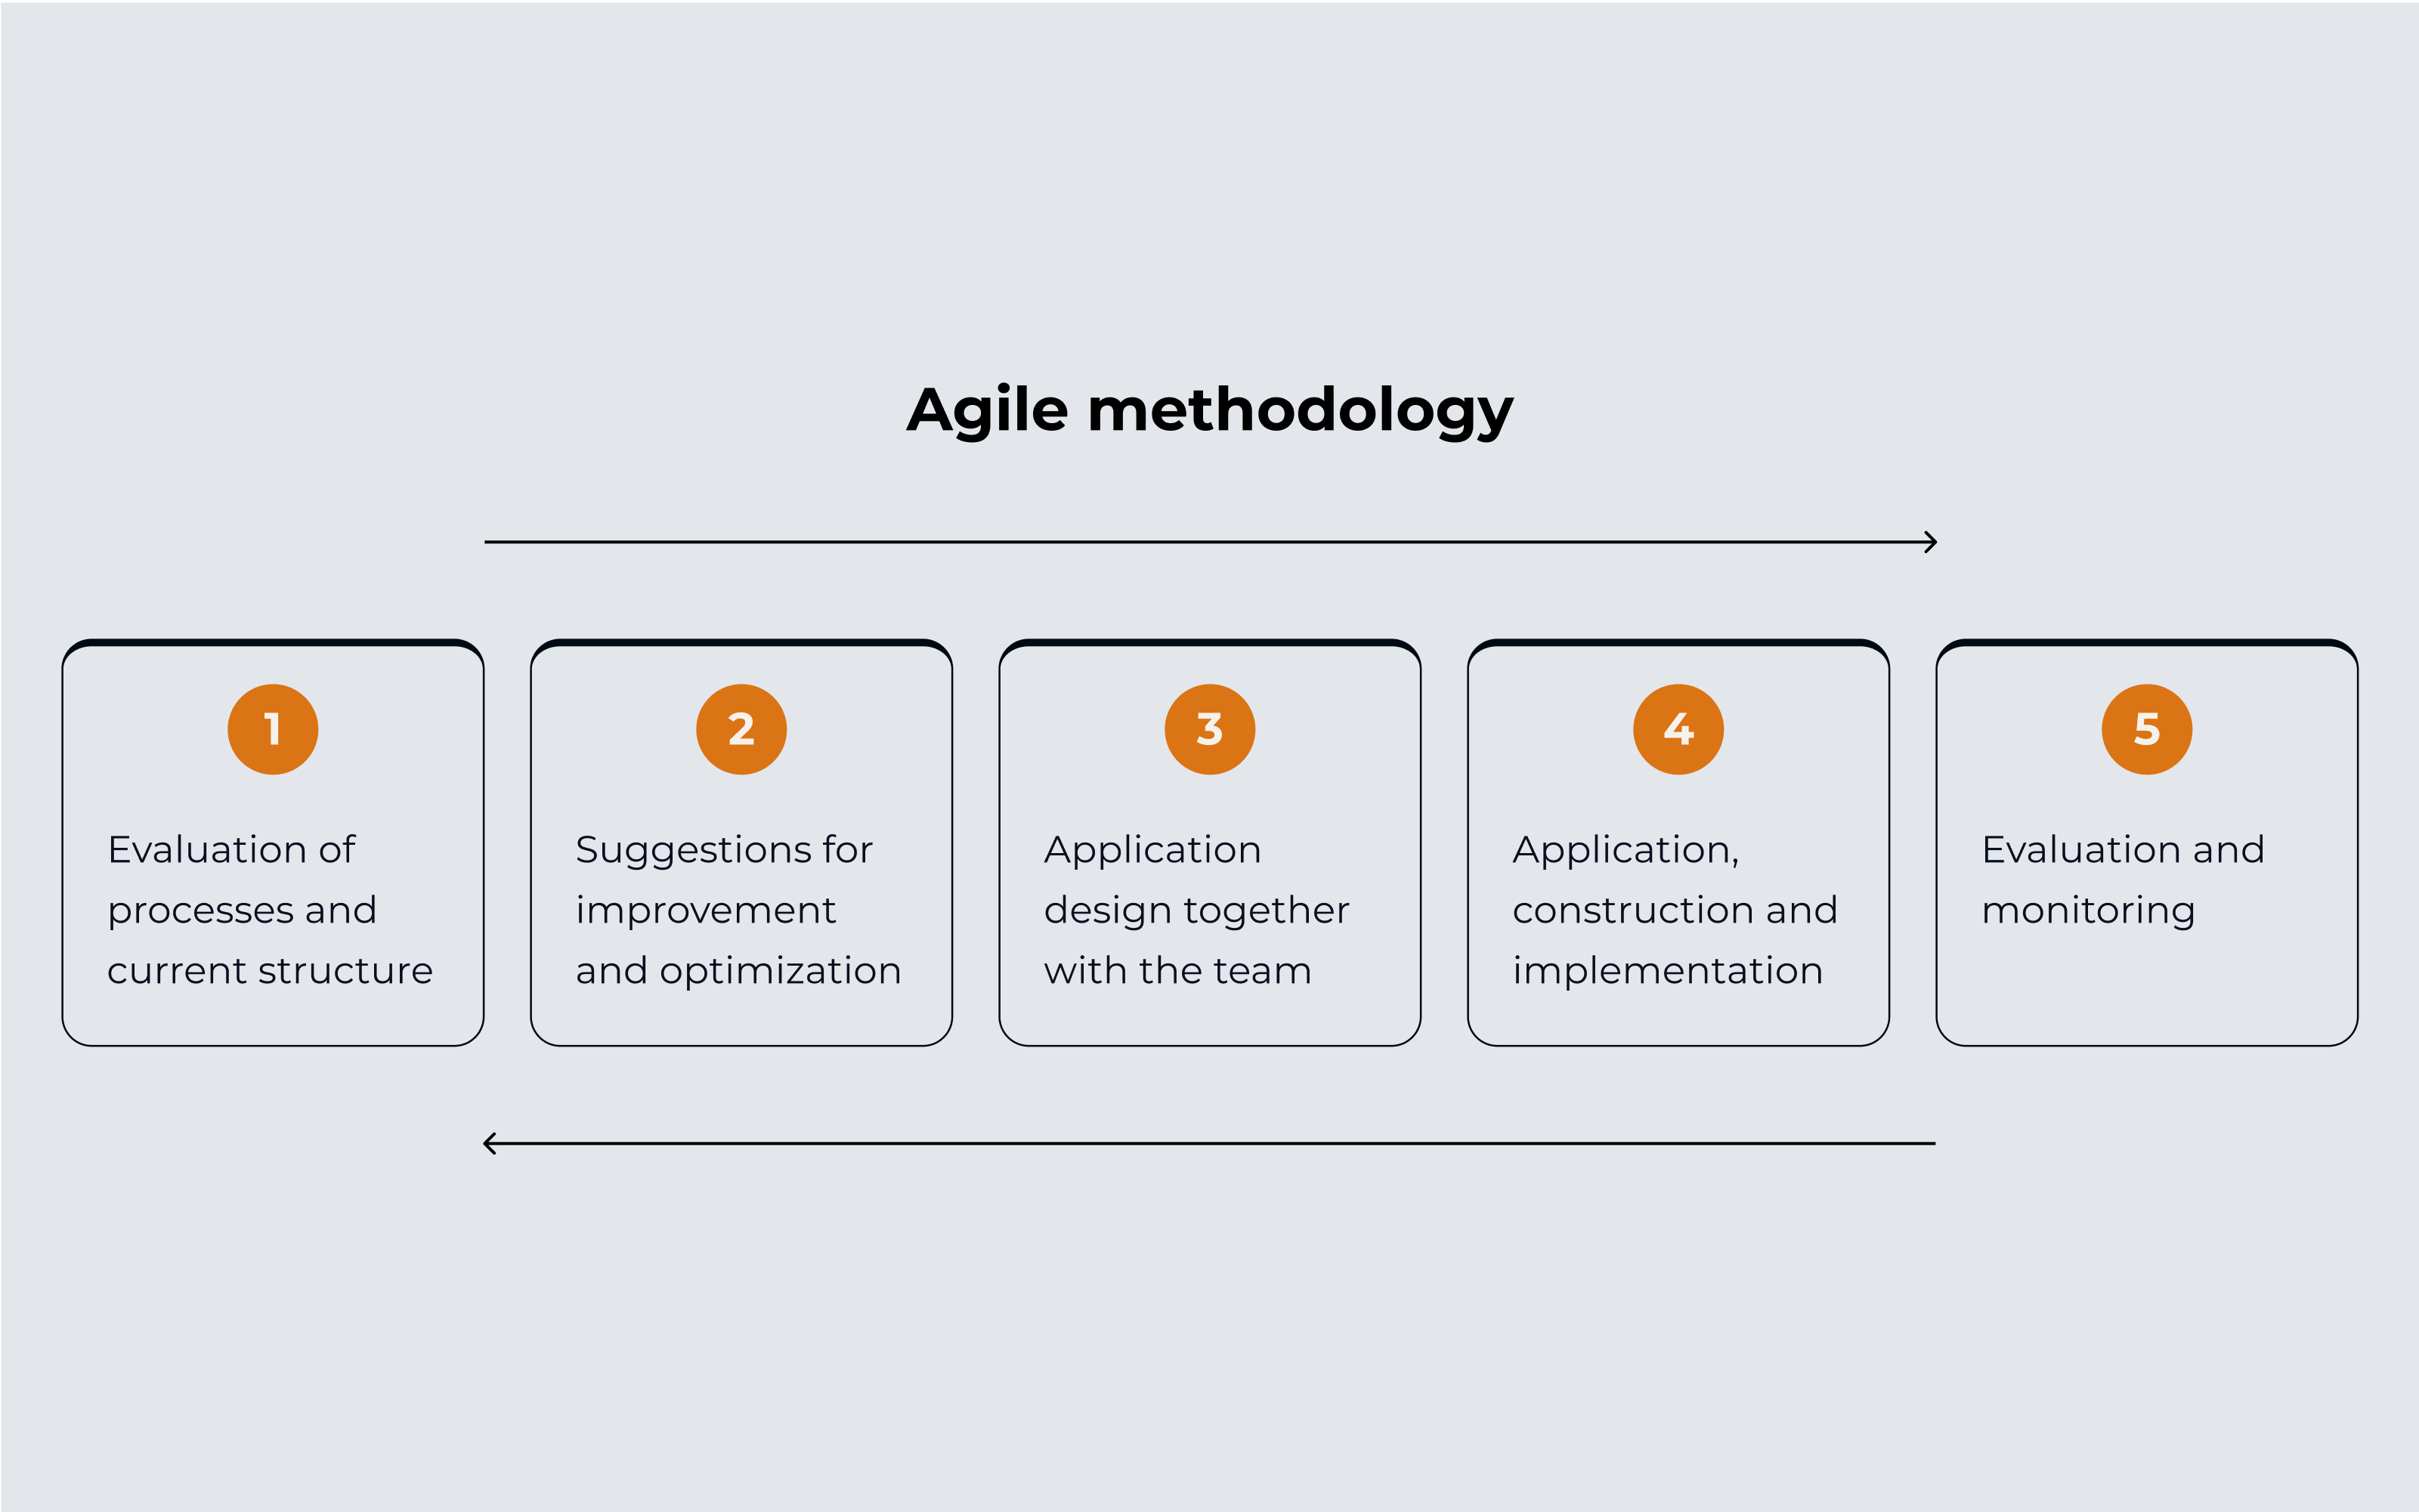 Agile methodology
1
Evaluation of
processes and
current structure
2
Suggestions for
improvement
and optimization
3
Application
design together
with the team
4
Application,
construction and
implementation
5
Evaluation and
monitoring